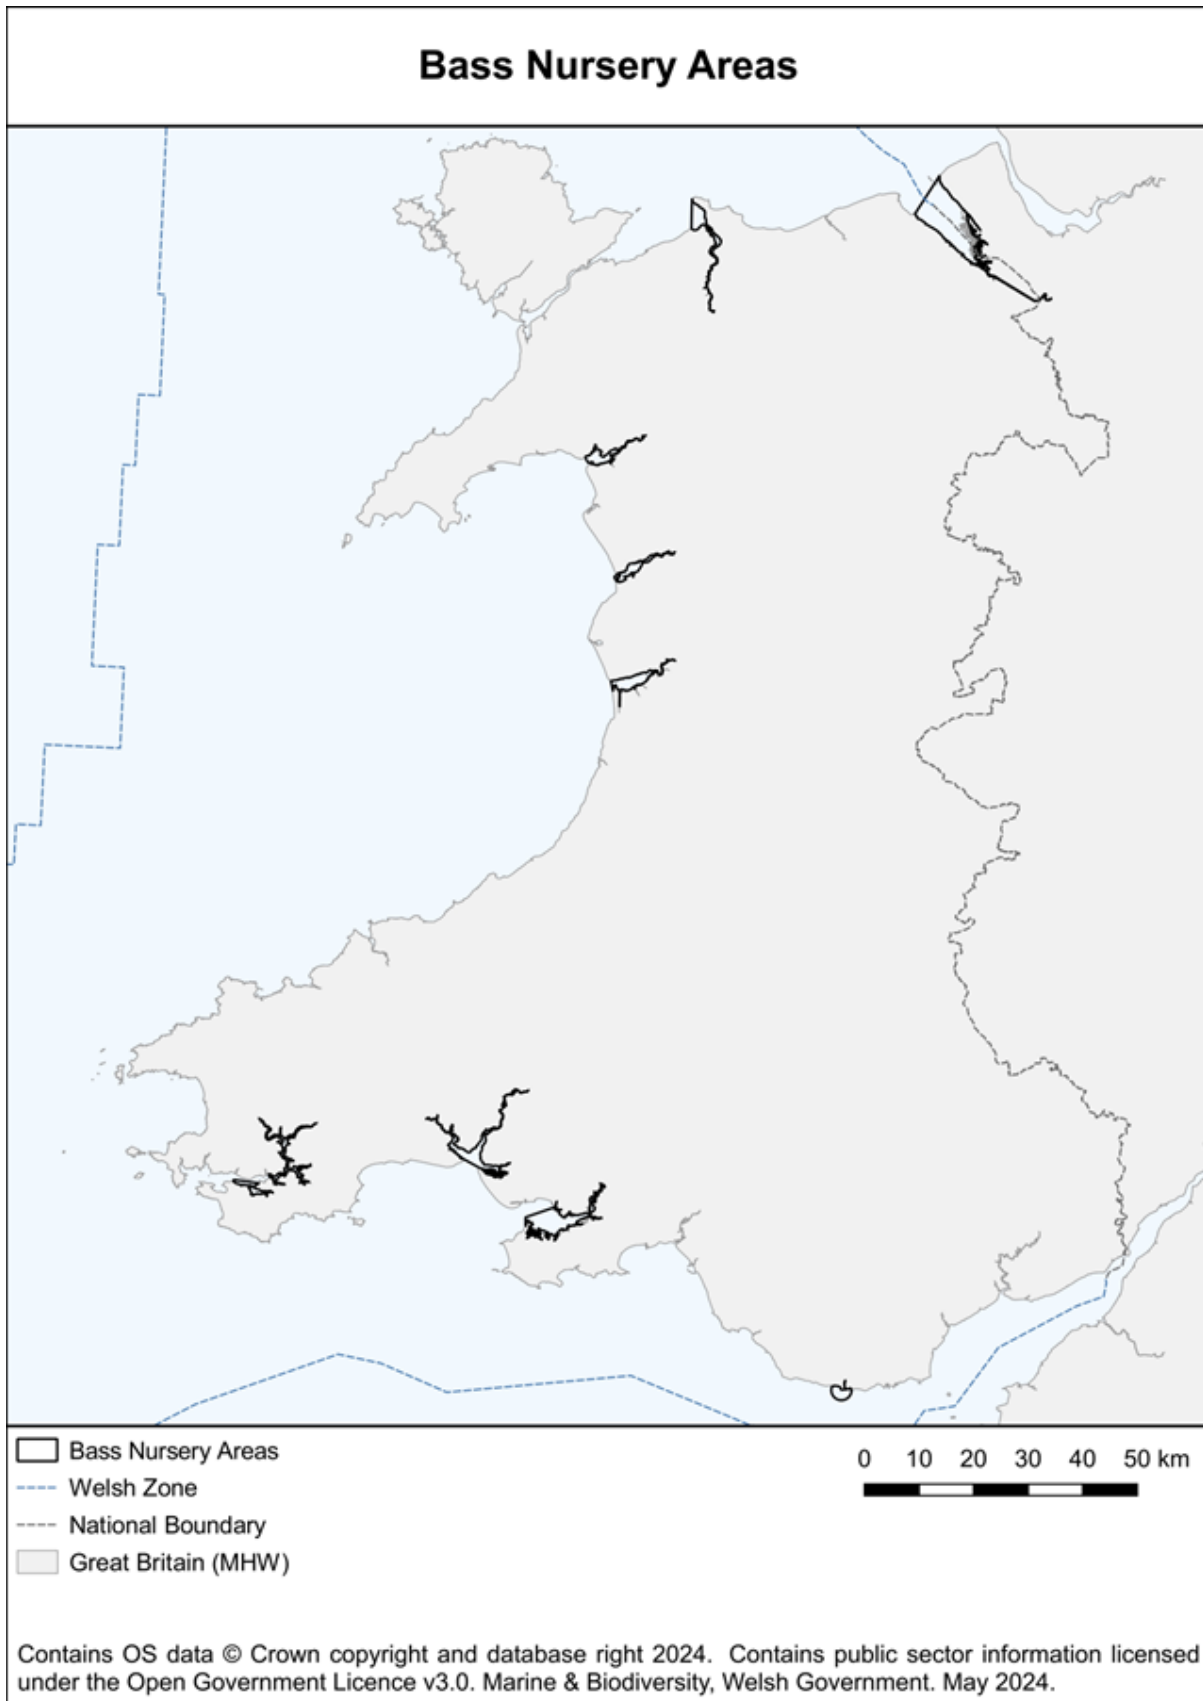 Bass Nursery Areas
Bass Nursery Areas
Welsh Zone
National Boundary
Great Britain (MHW)
0 10 20 30 40 50 km
Contains OS data © Crown copyright and database right 2024. Contains public sector information licensed
under the Open Government Licence v3.0. Marine & Biodiversity, Welsh Government. May 2024.